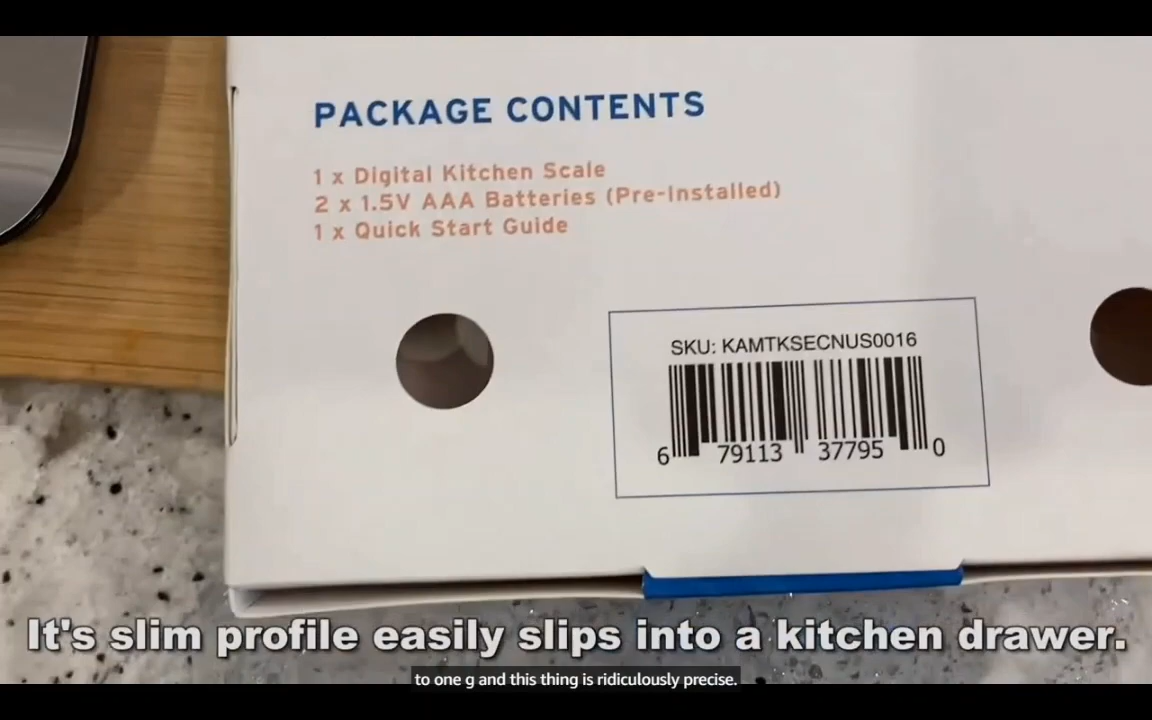 PACKAGE CONTENTS
1 x Digital Kitchen Scale
2 x 1.5V AAA Batteries (Pre-Installed)
1 x Quick Start Guide
SKU: KAMTKSECNUS0016
6 79113 37795 0
It's slim profile easily slips into a kitchen drawer.
to one g and this thing is ridiculously precise.